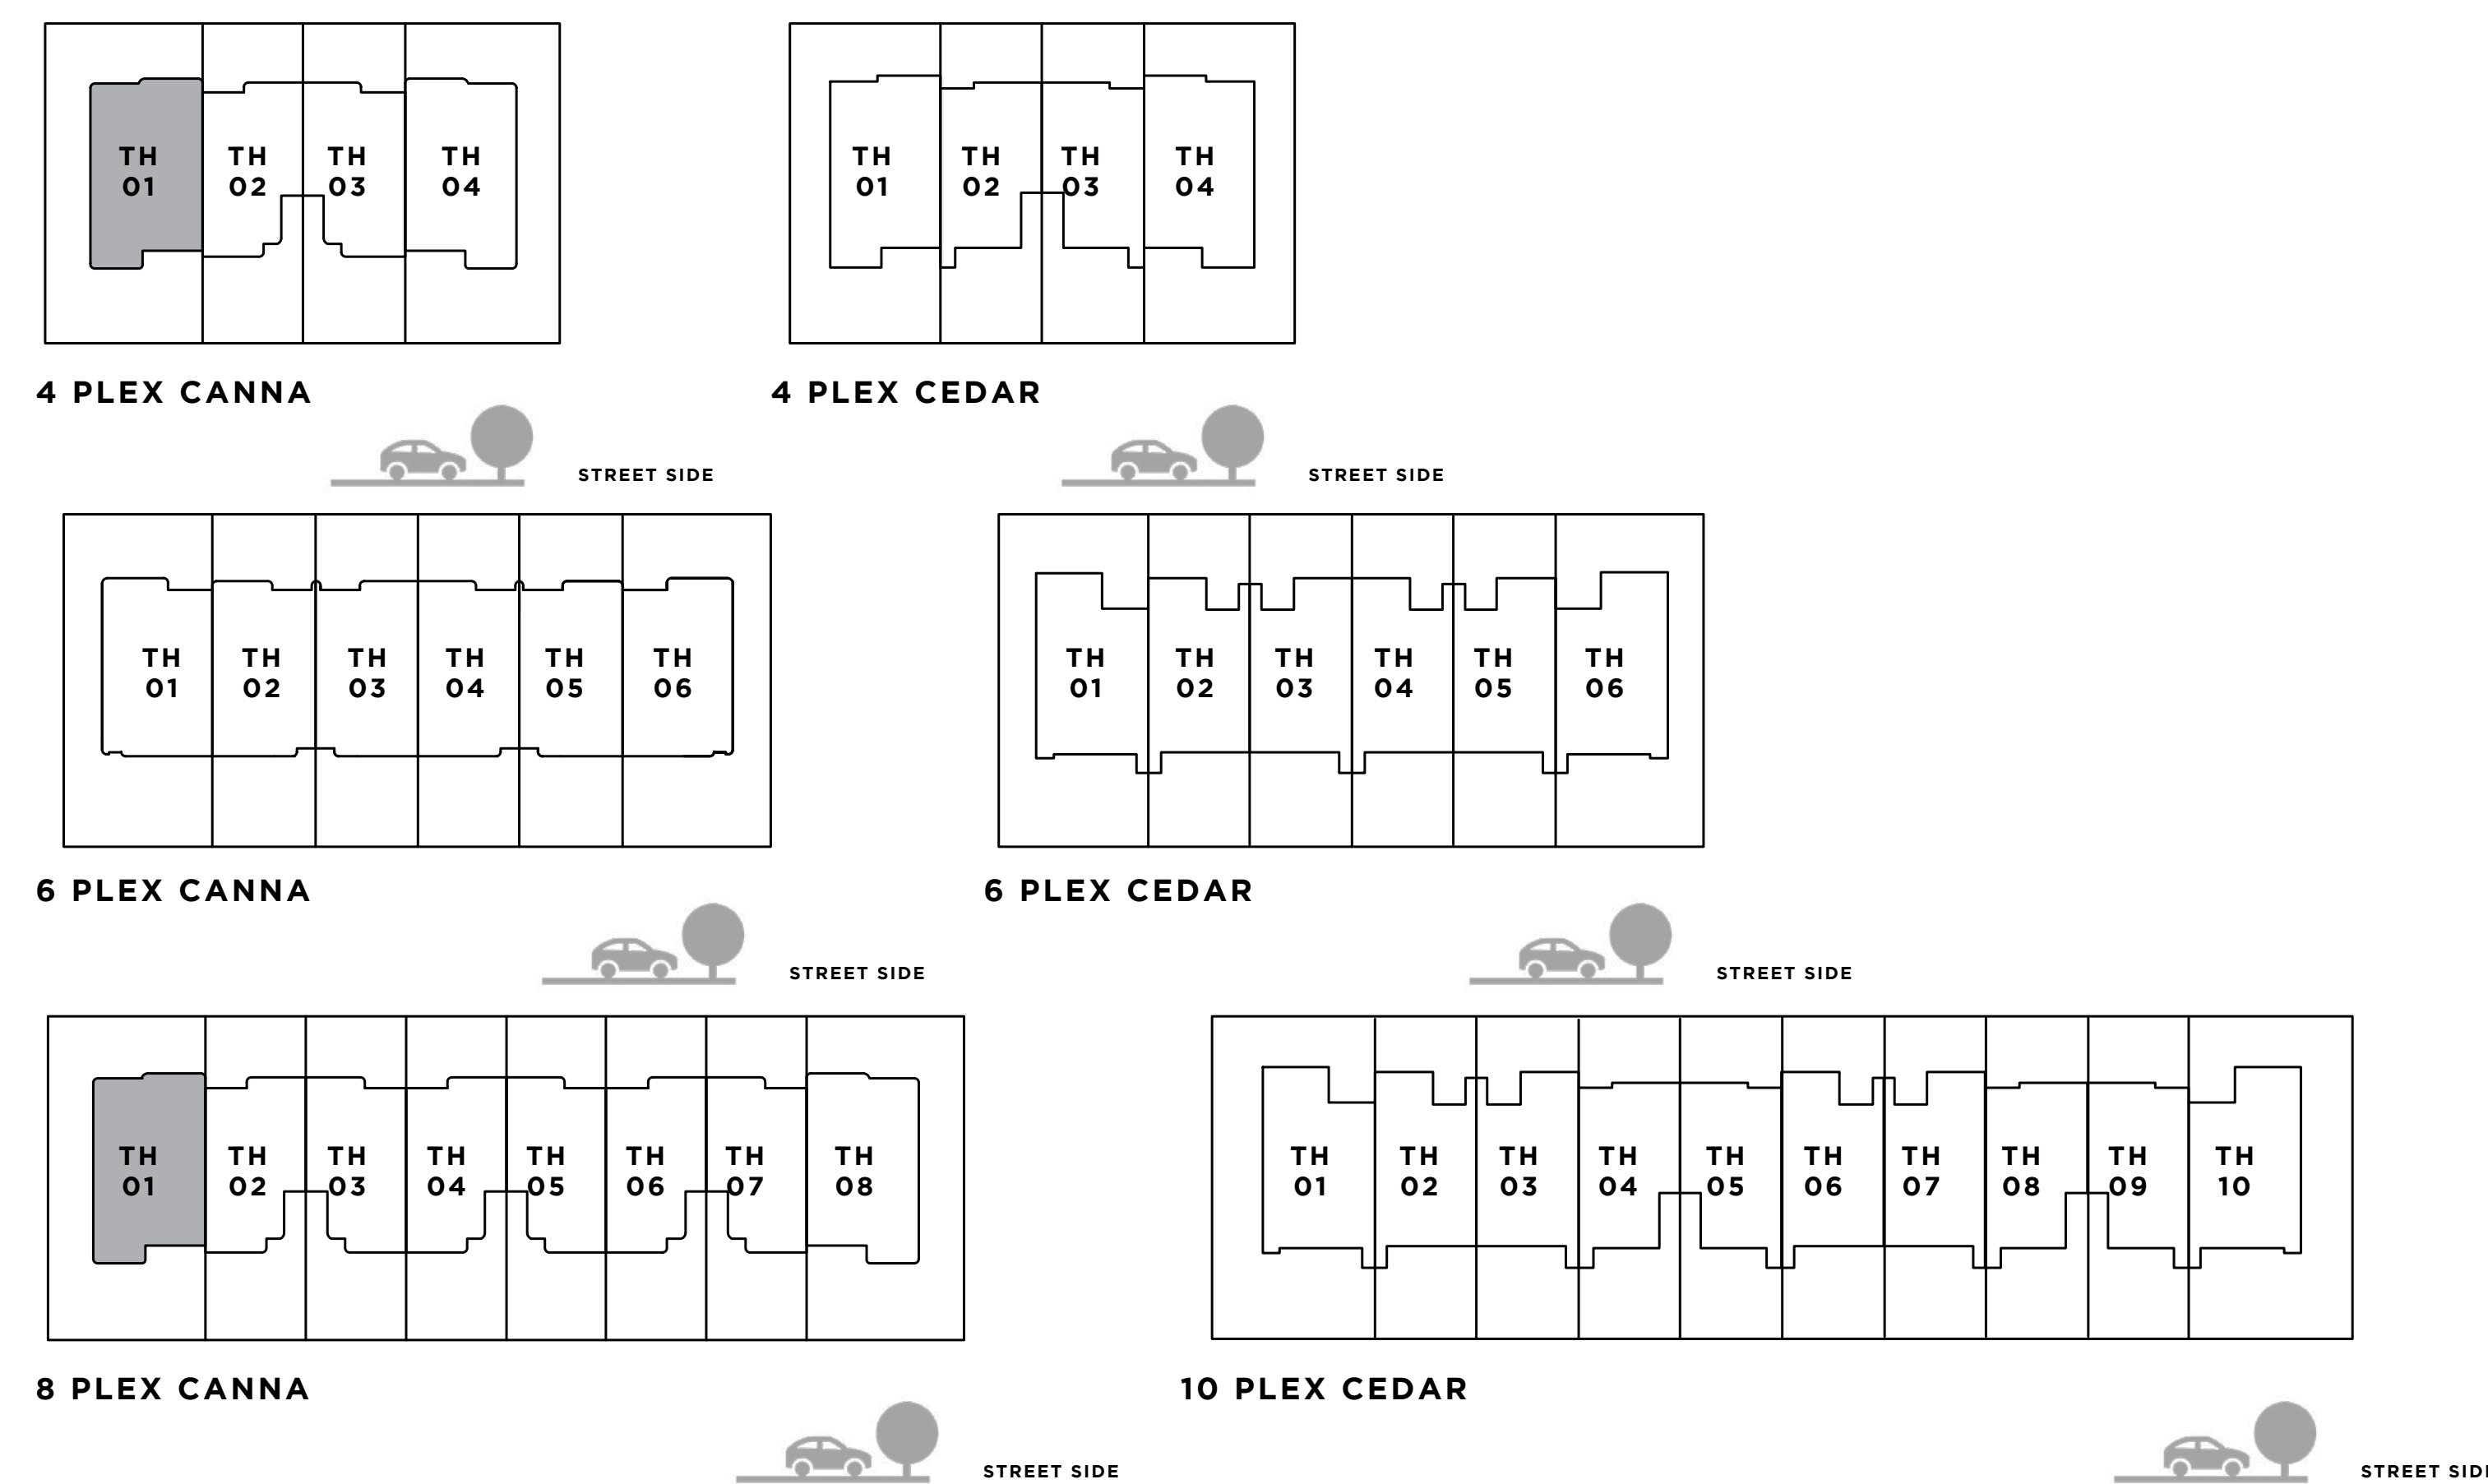 TH
01
TH
02
TH
03
TH
04
4 PLEX CANNA
STREET SIDE
TH
01
TH
02
TH
03
TH
04
4 PLEX CEDAR
STREET SIDE
TH
01
TH
02
TH
03
TH
04
TH
05
TH
06
6 PLEX CANNA
STREET SIDE
TH
01
TH
02
TH
03
TH
04
TH
05
TH
06
6 PLEX CEDAR
STREET SIDE
TH
01
TH
02
TH
03
TH
04
TH
05
TH
06
TH
07
TH
08
8 PLEX CANNA
STREET SIDE
TH
01
TH
02
TH
03
TH
04
TH
05
TH
06
TH
07
TH
08
TH
09
TH
10
10 PLEX CEDAR
STREET SIDE